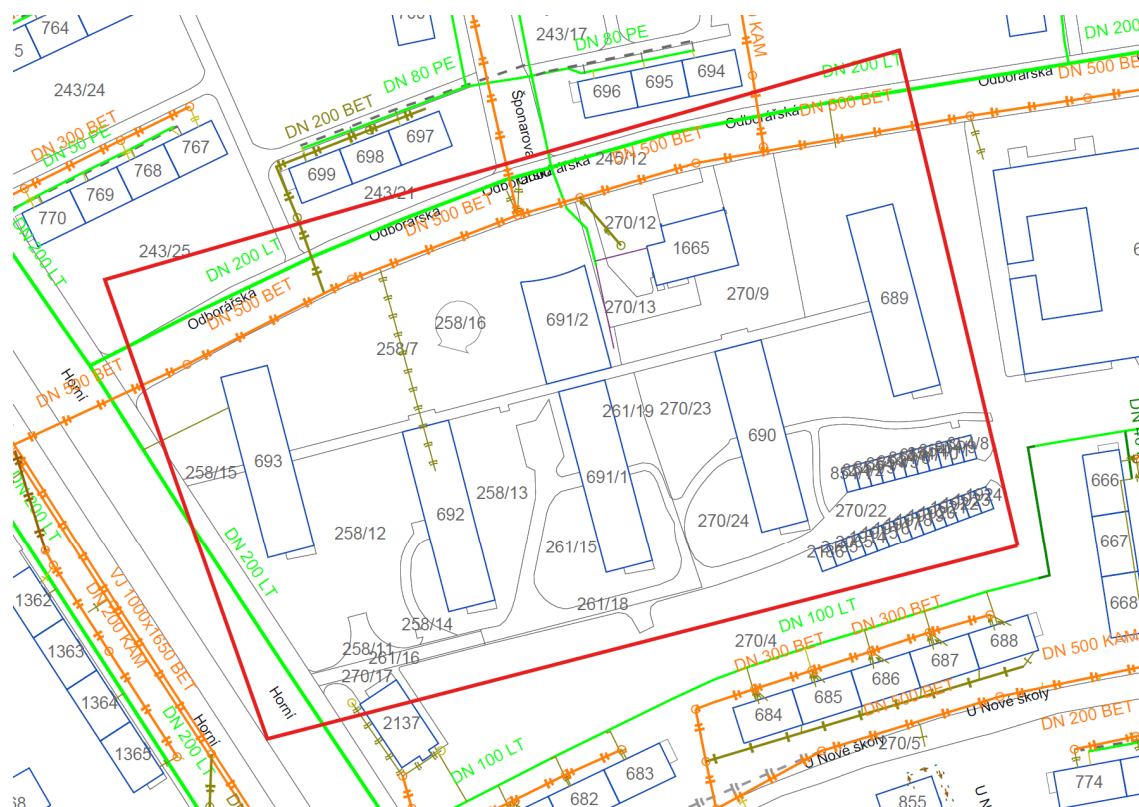 764
243/17
DN 80 PE
KAM
DN 200 LT
DN 200
DN 80 PE
694
695
696
243/24
Odborářská
DN 500 BET
DN 300 BET
DN 50 PE
DN 200 BET
Šponarova
697
698
699
Odborářská
DN 500 BET
767
768
769
770
243/21
DN 500 BET
245/12
243/25
Odborářská
DN 500 BET
DN 200 LT
270/12
1665
DN 200 LT
Odborářská
DN 500 BET
270/13
270/9
689
258/16
691/2
258/7
Horní
DN 500 BET
261/19
270/23
690
693
258/15
258/13
691/1
692
258/12
270/22
270/24
666
667
668
DN 200 LT
DN 200 LT
261/15
261/18
258/14
258/11
261/16
270/17
VJ 1000x1650 BET
DN 200 KAM
1362
1363
1364
1365
Horní
Horní
DN 200 LT
2137
DN 100 LT
DN 300 BET
270/4
DN 300 BET
688
687
686
685
684
DN 500 KAM
DN 500 BET
U Nové školy
U Nové školy
270/5
DN 200 BET
DN 100 LT
683
682
774
855